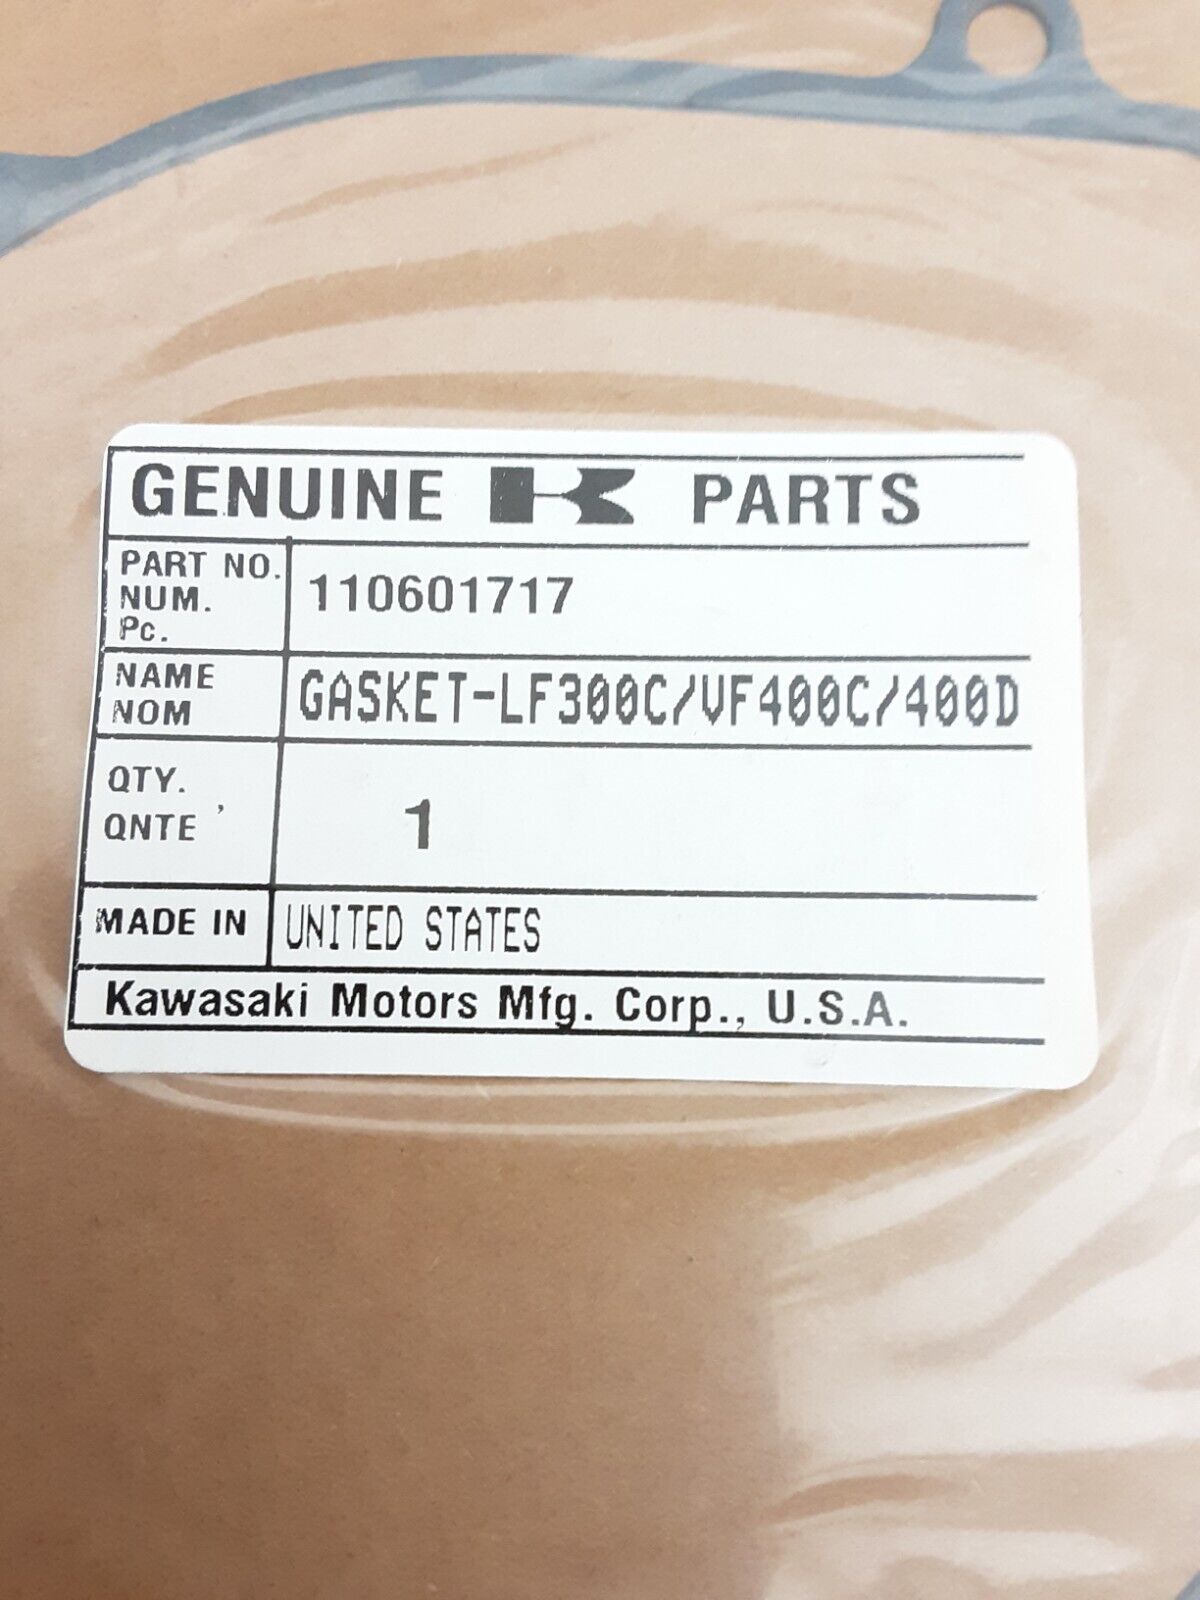 GENUINE K PARTS
PART NO. 110601717
NUM.
Pc.
NAME GASKET-LF300C/VF400C/400D
NOM
QTY.
QNTE ' 1
MADE IN UNITED STATES
Kawasaki Motors Mfg. Corp., U.S.A.